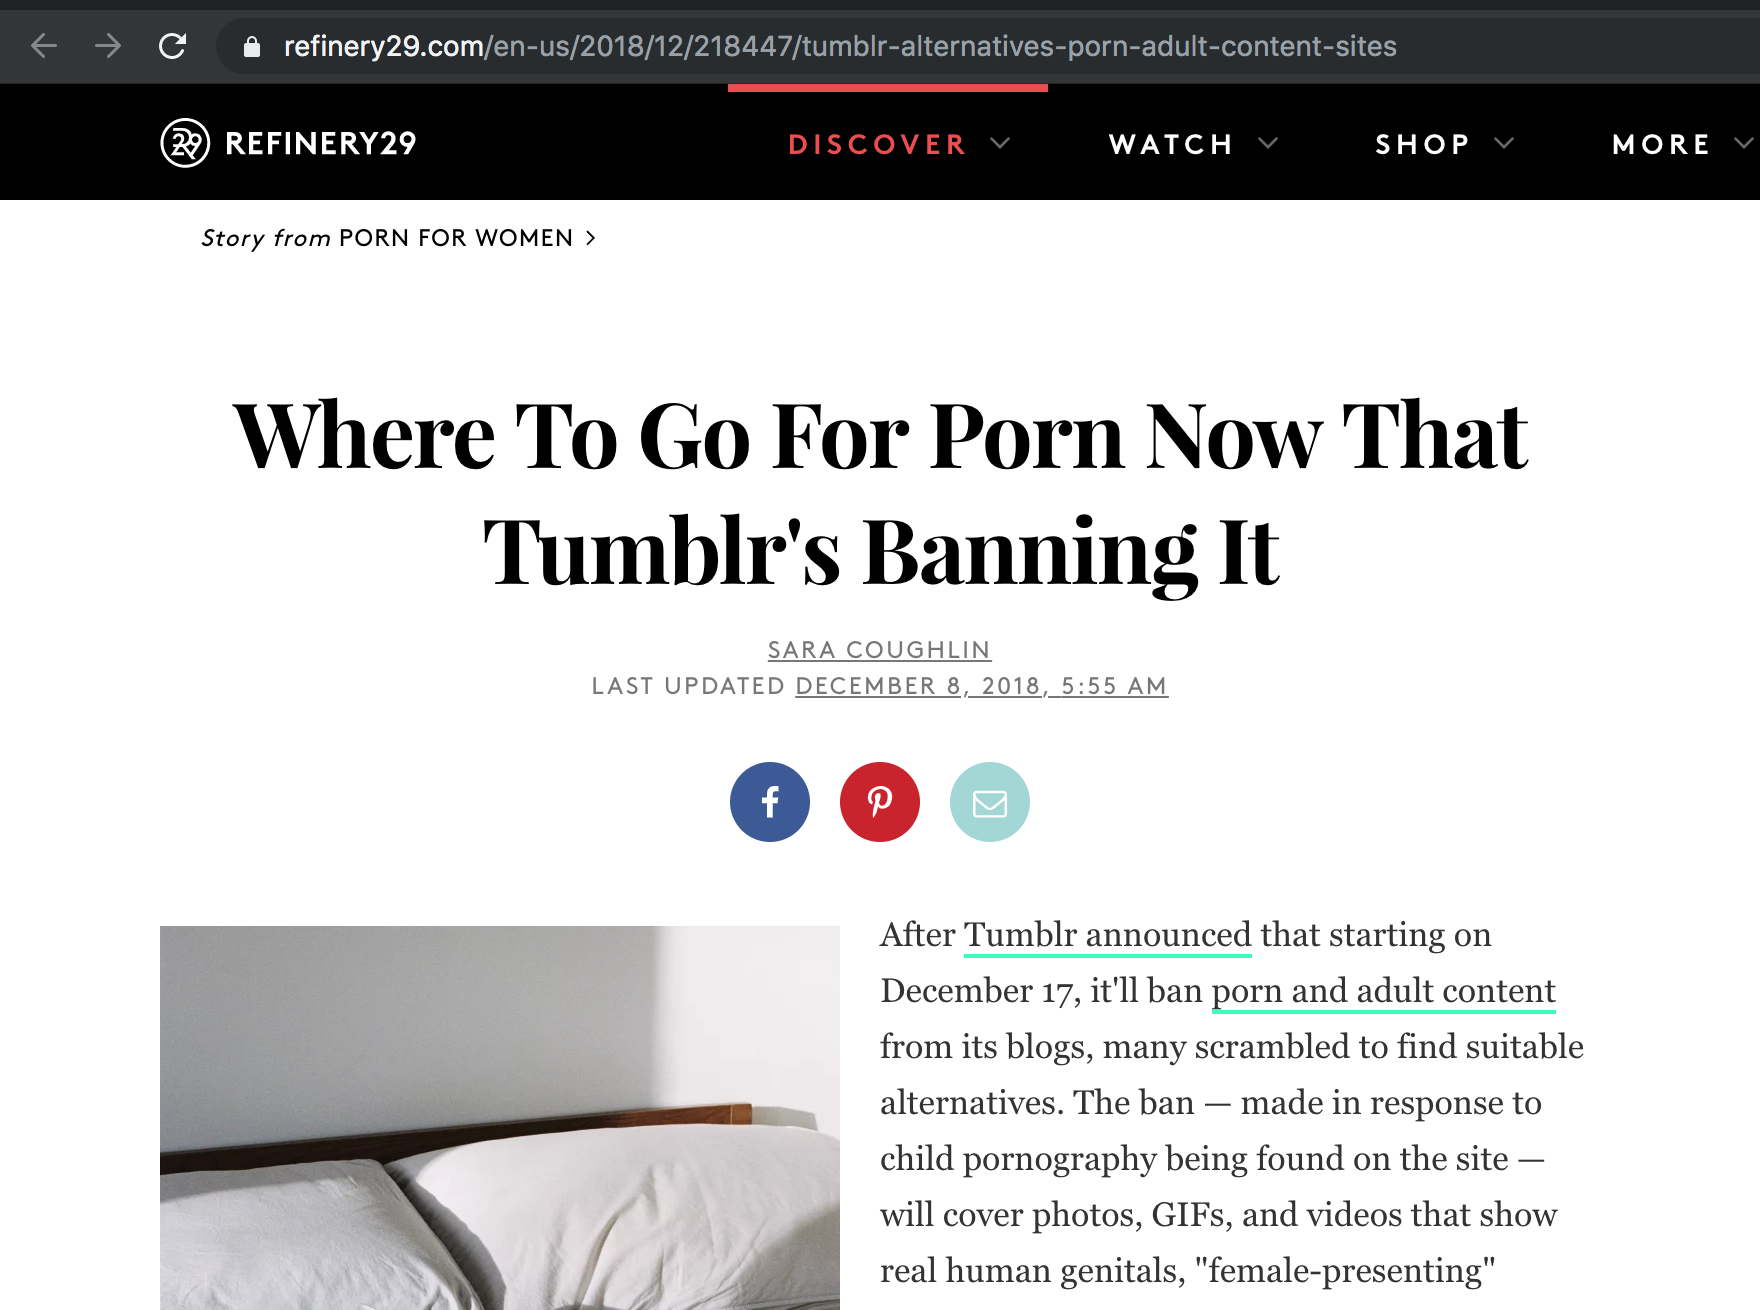 refinery29.com/en-us/2018/12/218447/tumblr-alternatives-porn-adult-content-sites
REFINERY29 DISCOVER WATCH SHOP MORE
Story from PORN FOR WOMEN >
Where To Go For Porn Now That
Tumblr's Banning It
SARA COUGHLIN
LAST UPDATED DECEMBER 8, 2018, 5:55 AM
After Tumblr announced that starting on
December 17, it'll ban porn and adult content
from its blogs, many scrambled to find suitable
alternatives. The ban — made in response to
child pornography being found on the site —
will cover photos, GIFs, and videos that show
real human genitals, "female-presenting"